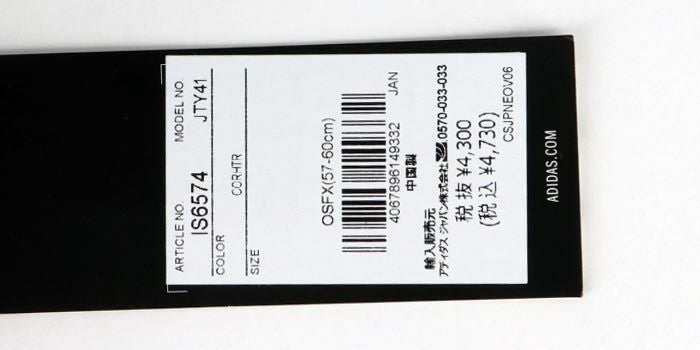 ARTICLE NO. MODEL NO.
IS6574 JTY41
COLOR
CORHTR
SIZE
OSFX(57-60cm)
4067896149332 JAN
中国製
輸入販売元
アディダス ジャパン株式会社 0570-033-033
税 抜 ¥4,300
(税 込 ¥4,730)
CSJPNEOV06
ADIDAS.COM